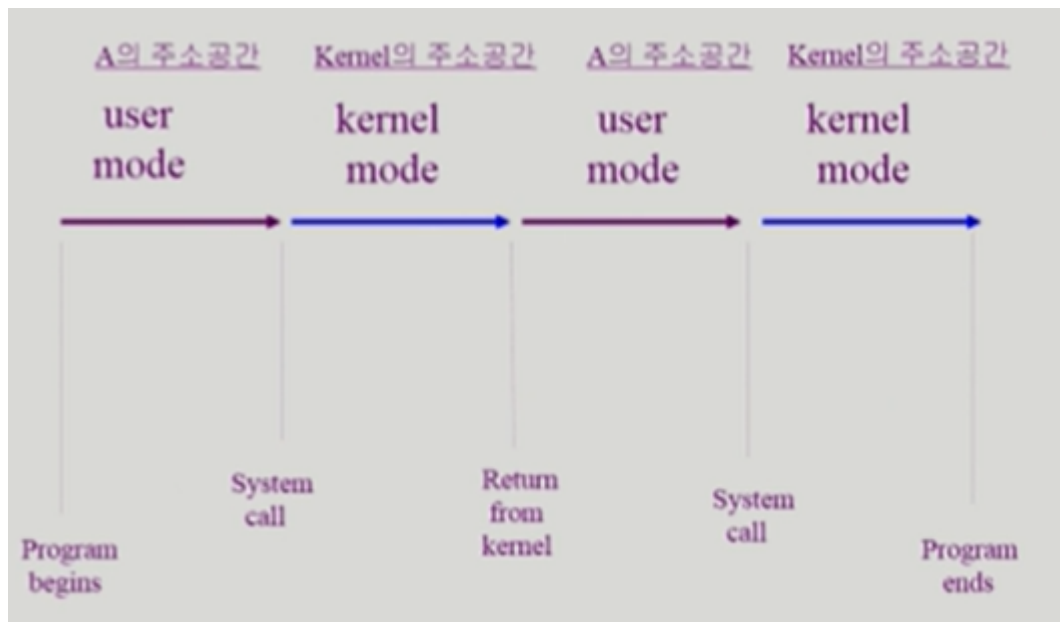 A의 주소공간
Kernel의 주소공간
A의 주소공간
Kernel의 주소공간
user
mode
kernel
mode
user
mode
kernel
mode
System
call
Return
from
kernel
System
call
Program
begins
Program
ends